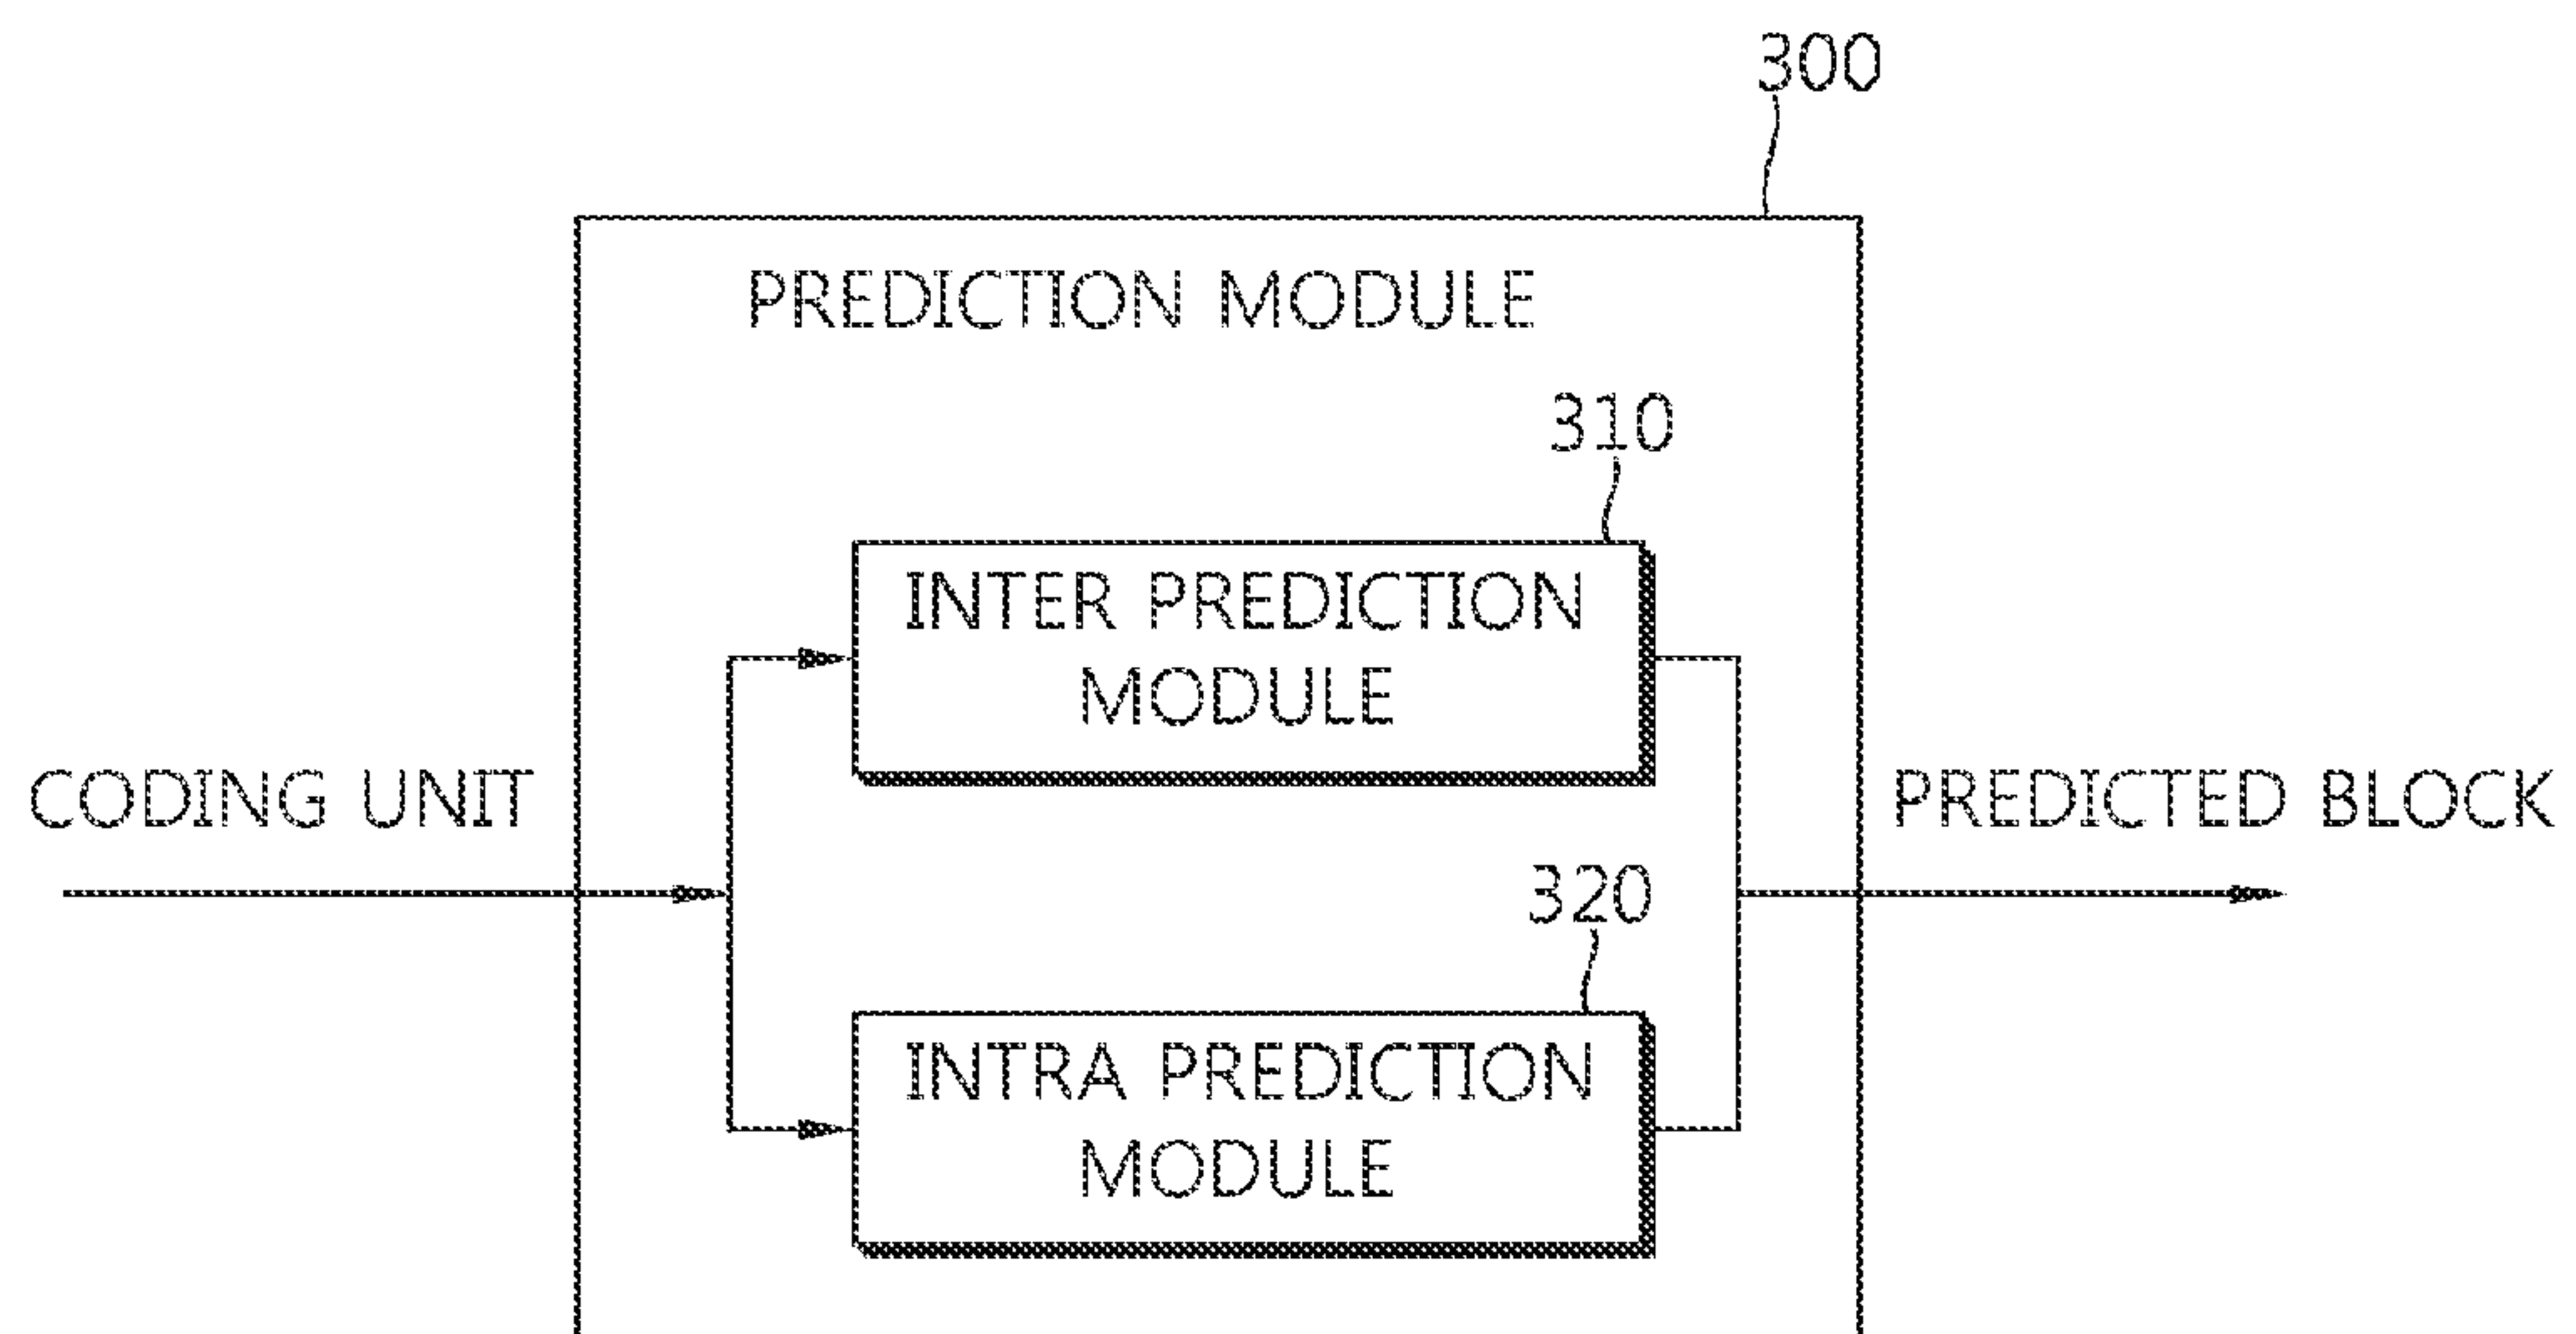 300
PREDICTION MODULE
310
INTER PREDICTION
MODULE
CODING UNIT
PREDICTED BLOCK
320
INTRA PREDICTION
MODULE